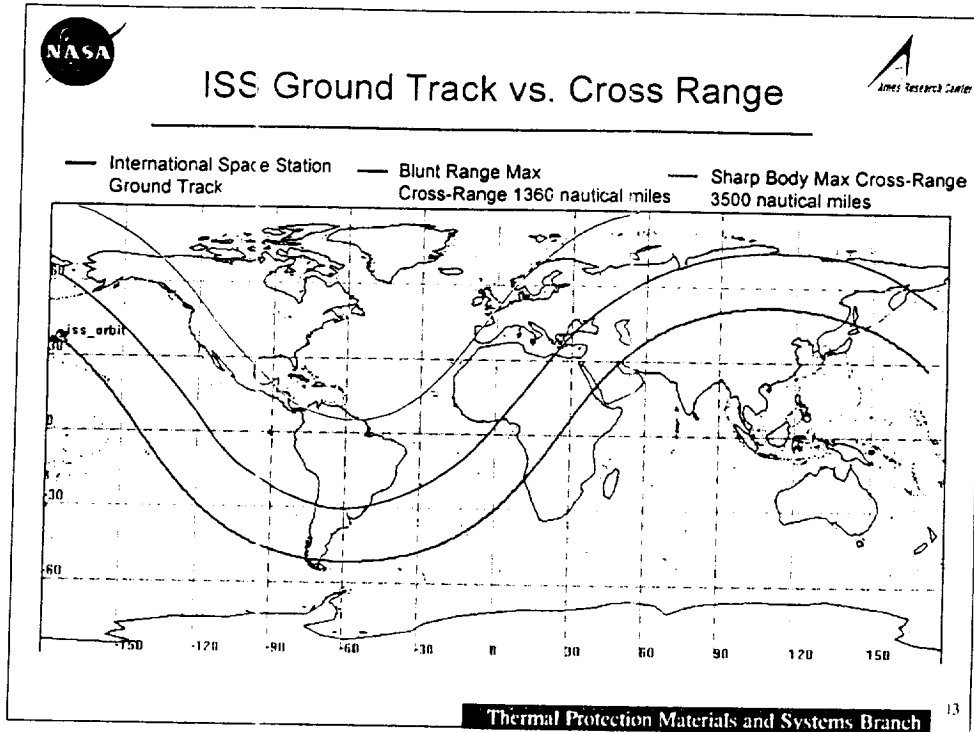 NASA
Ames Research Center
ISS Ground Track vs. Cross Range
International Space Station
Ground Track
Blunt Range Max
Cross-Range 1360 nautical miles
Sharp Body Max Cross-Range
3500 nautical miles
60
iss_orbit
30
0
-30
-60
-150
-120
-90
-60
-30
0
30
60
90
120
150
Thermal Protection Materials and Systems Branch
13